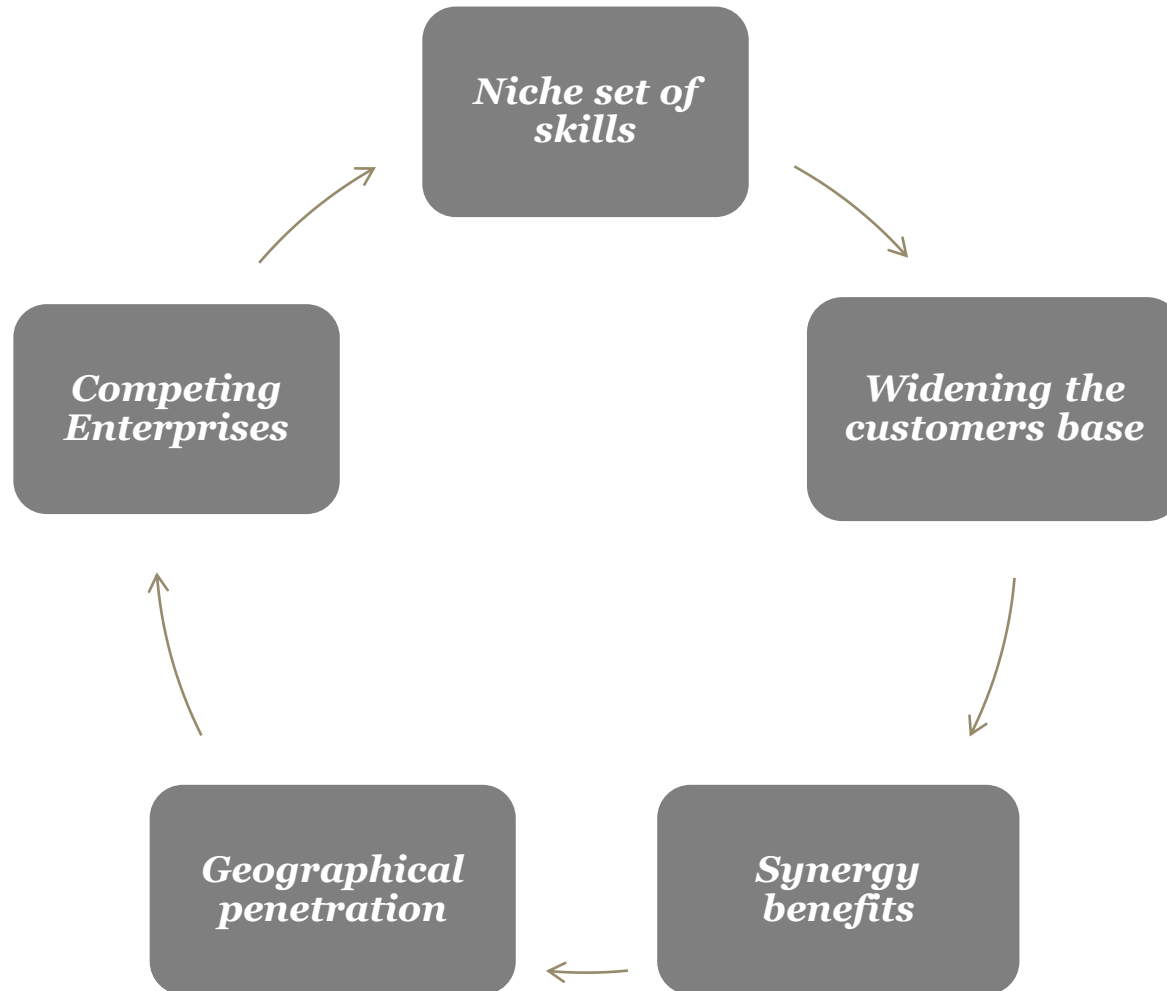 Niche set of
skills
Widening the
customers base
Synergy
benefits
Geographical
penetration
Competing
Enterprises